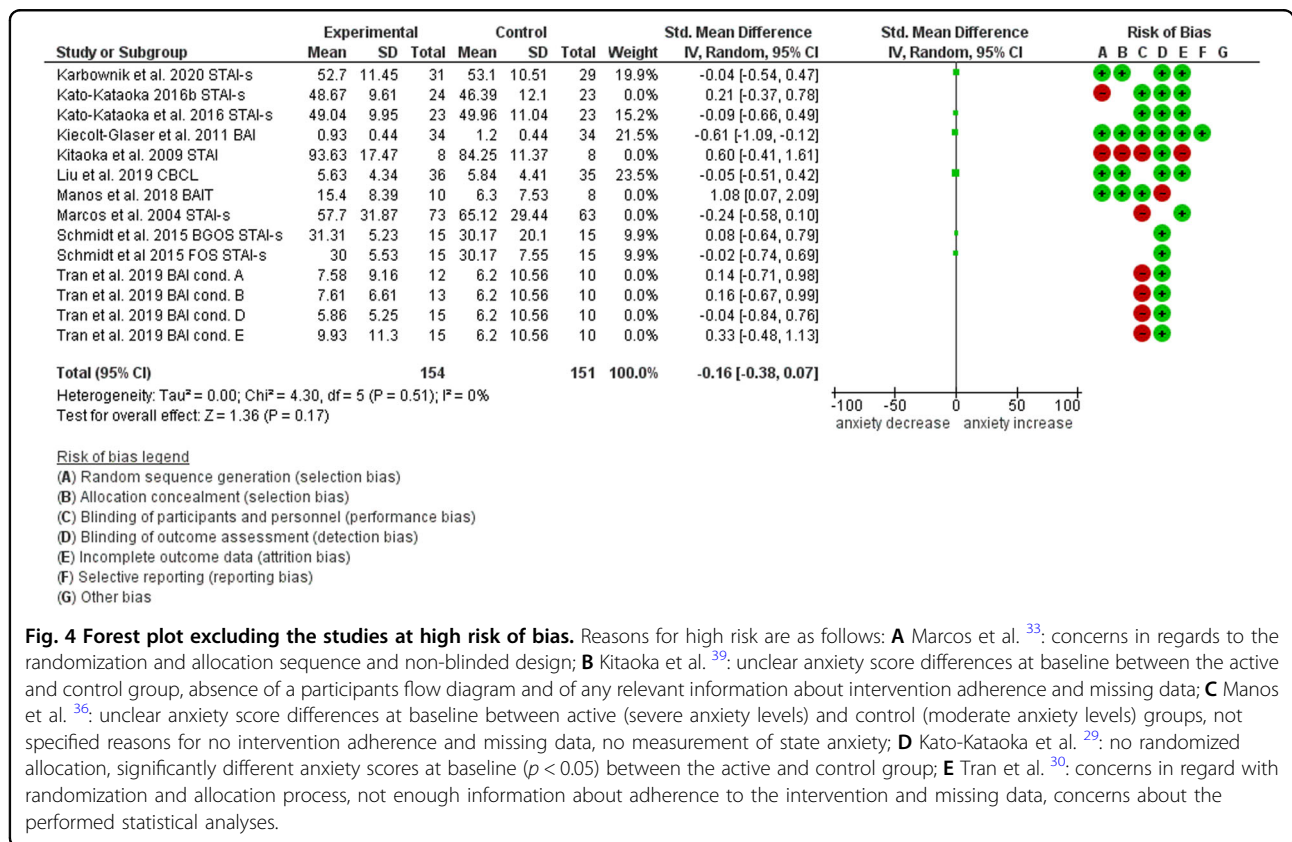 Experimental Control Std. Mean Difference Std. Mean Difference Risk of Bias
Study or Subgroup Mean SD Total Mean SD Total Weight IV, Random, 95% CI IV, Random, 95% CI A B C D E F G
Karbownik et al. 2020 STAI-s 52.7 11.45 31 53.1 10.51 29 19.9% -0.04 [-0.54, 0.47] + + + +
Kato-Kataoka 2016b STAI-s 48.67 9.61 24 46.39 12.1 23 0.0% 0.21 [-0.37, 0.78] - + + +
Kato-Kataoka et al. 2016 STAI-s 49.04 9.95 23 49.96 11.04 23 15.2% -0.09 [-0.66, 0.49] + + +
Kiecolt-Glaser et al. 2011 BAI 0.93 0.44 34 1.2 0.44 34 21.5% -0.61 [-1.09, -0.12] + + + + + +
Kitaoka et al. 2009 STAI 93.63 17.47 8 84.25 11.37 8 0.0% 0.60 [-0.41, 1.61] - - - + -
Liu et al. 2019 CBCL 5.63 4.34 36 5.84 4.41 35 23.5% -0.05 [-0.51, 0.42] + + + +
Manos et al. 2018 BAIT 15.4 8.39 10 6.3 7.53 8 0.0% 1.08 [0.07, 2.09] + + + -
Marcos et al. 2004 STAI-s 57.7 31.87 73 65.12 29.44 63 0.0% -0.24 [-0.58, 0.10] - +
Schmidt et al. 2015 BGOS STAI-s 31.31 5.23 15 30.17 20.1 15 9.9% 0.08 [-0.64, 0.79] +
Schmidt et al 2015 FOS STAI-s 30 5.53 15 30.17 7.55 15 9.9% -0.02 [-0.74, 0.69] +
Tran et al. 2019 BAI cond. A 7.58 9.16 12 6.2 10.56 10 0.0% 0.14 [-0.71, 0.98] - +
Tran et al. 2019 BAI cond. B 7.61 6.61 13 6.2 10.56 10 0.0% 0.16 [-0.67, 0.99] - +
Tran et al. 2019 BAI cond. D 5.86 5.25 15 6.2 10.56 10 0.0% -0.04 [-0.84, 0.76] - +
Tran et al. 2019 BAI cond. E 9.93 11.3 15 6.2 10.56 10 0.0% 0.33 [-0.48, 1.13] - +
Total (95% CI) 154 151 100.0% -0.16 [-0.38, 0.07]
Heterogeneity: Tau² = 0.00; Chi² = 4.30, df = 5 (P = 0.51); I² = 0%
Test for overall effect: Z = 1.36 (P = 0.17)
-100 -50 0 50 100
anxiety decrease anxiety increase
Risk of bias legend
(A) Random sequence generation (selection bias)
(B) Allocation concealment (selection bias)
(C) Blinding of participants and personnel (performance bias)
(D) Blinding of outcome assessment (detection bias)
(E) Incomplete outcome data (attrition bias)
(F) Selective reporting (reporting bias)
(G) Other bias
Fig. 4 Forest plot excluding the studies at high risk of bias. Reasons for high risk are as follows: A Marcos et al. 33: concerns in regards to the
randomization and allocation sequence and non-blinded design; B Kitaoka et al. 39: unclear anxiety score differences at baseline between the active
and control group, absence of a participants flow diagram and of any relevant information about intervention adherence and missing data; C Manos
et al. 36: unclear anxiety score differences at baseline between active (severe anxiety levels) and control (moderate anxiety levels) groups, not
specified reasons for no intervention adherence and missing data, no measurement of state anxiety; D Kato-Kataoka et al. 29: no randomized
allocation, significantly different anxiety scores at baseline (p < 0.05) between the active and control group; E Tran et al. 30: concerns in regard with
randomization and allocation process, not enough information about adherence to the intervention and missing data, concerns about the
performed statistical analyses.